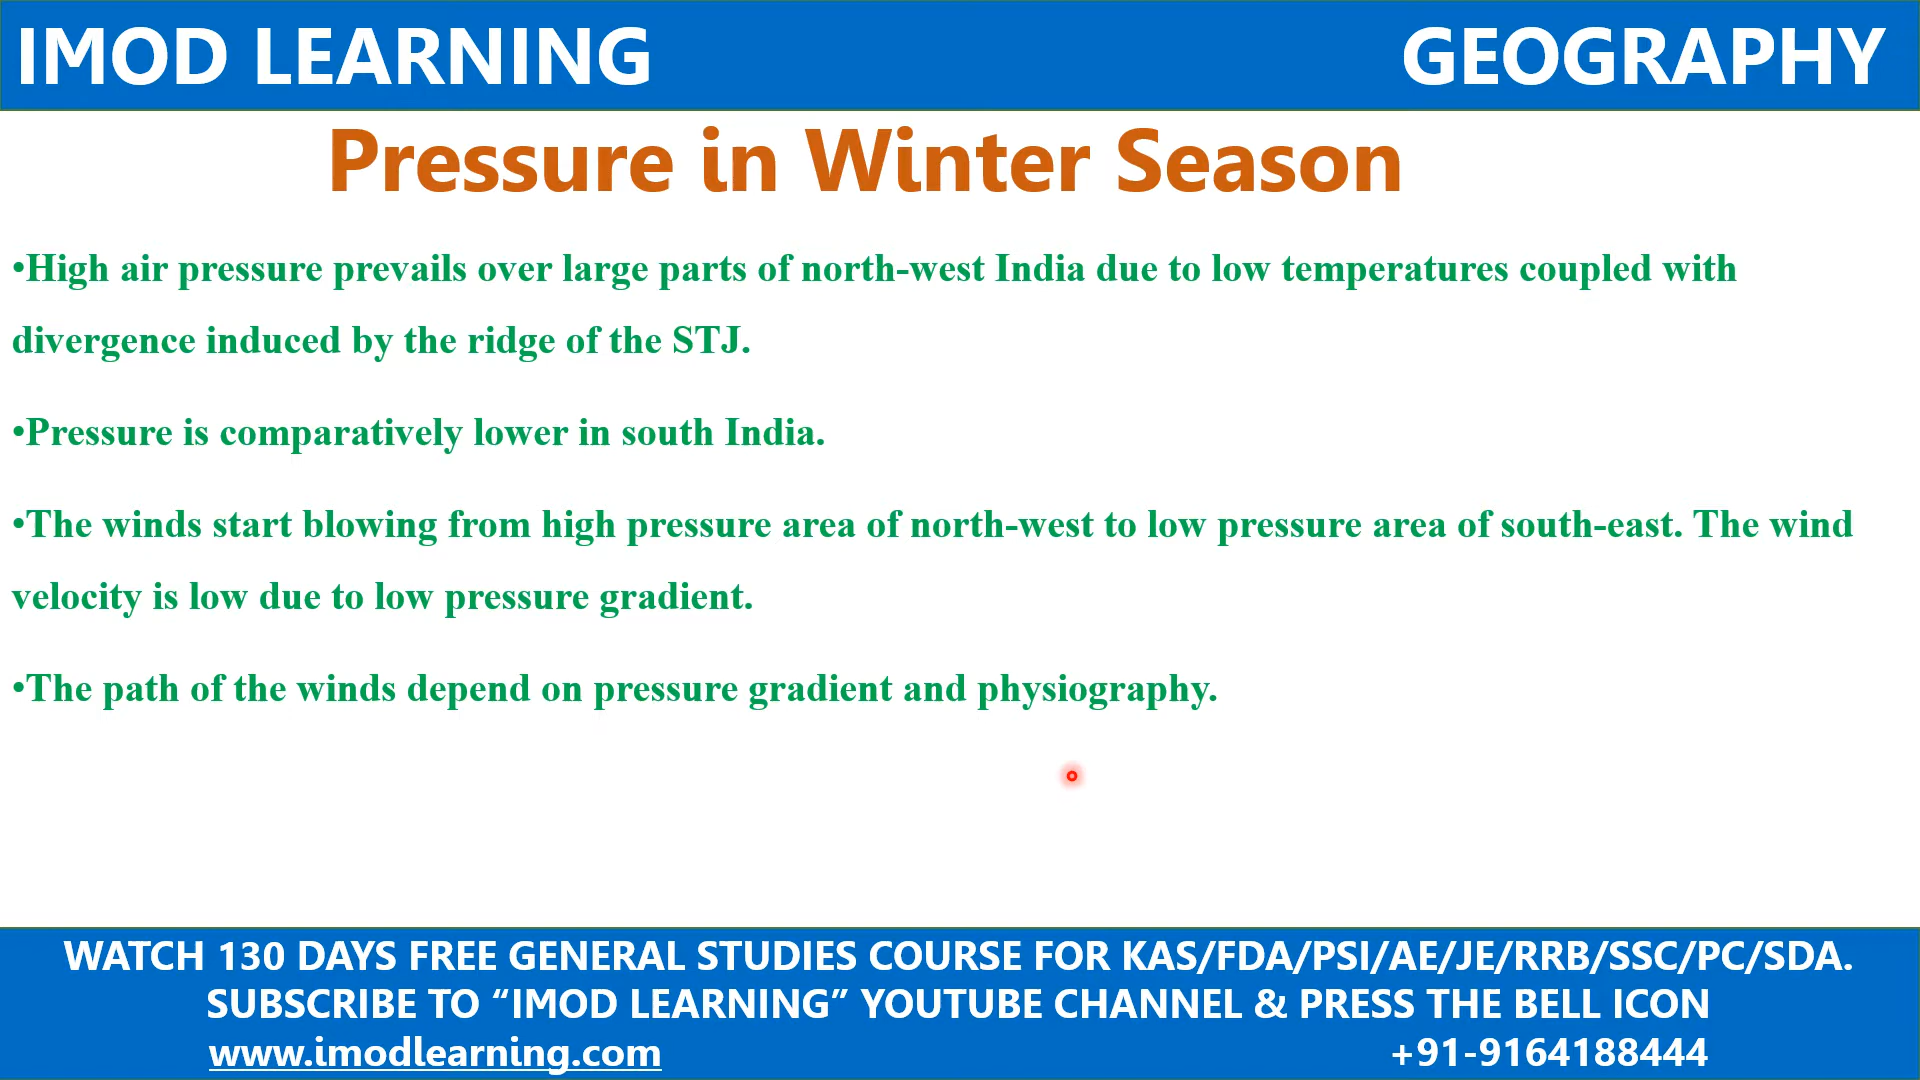 IMOD LEARNING GEOGRAPHY
Pressure in Winter Season
•High air pressure prevails over large parts of north-west India due to low temperatures coupled with
divergence induced by the ridge of the STJ.
•Pressure is comparatively lower in south India.
•The winds start blowing from high pressure area of north-west to low pressure area of south-east. The wind
velocity is low due to low pressure gradient.
•The path of the winds depend on pressure gradient and physiography.
WATCH 130 DAYS FREE GENERAL STUDIES COURSE FOR KAS/FDA/PSI/AE/JE/RRB/SSC/PC/SDA.
SUBSCRIBE TO “IMOD LEARNING” YOUTUBE CHANNEL & PRESS THE BELL ICON
www.imodlearning.com +91-9164188444